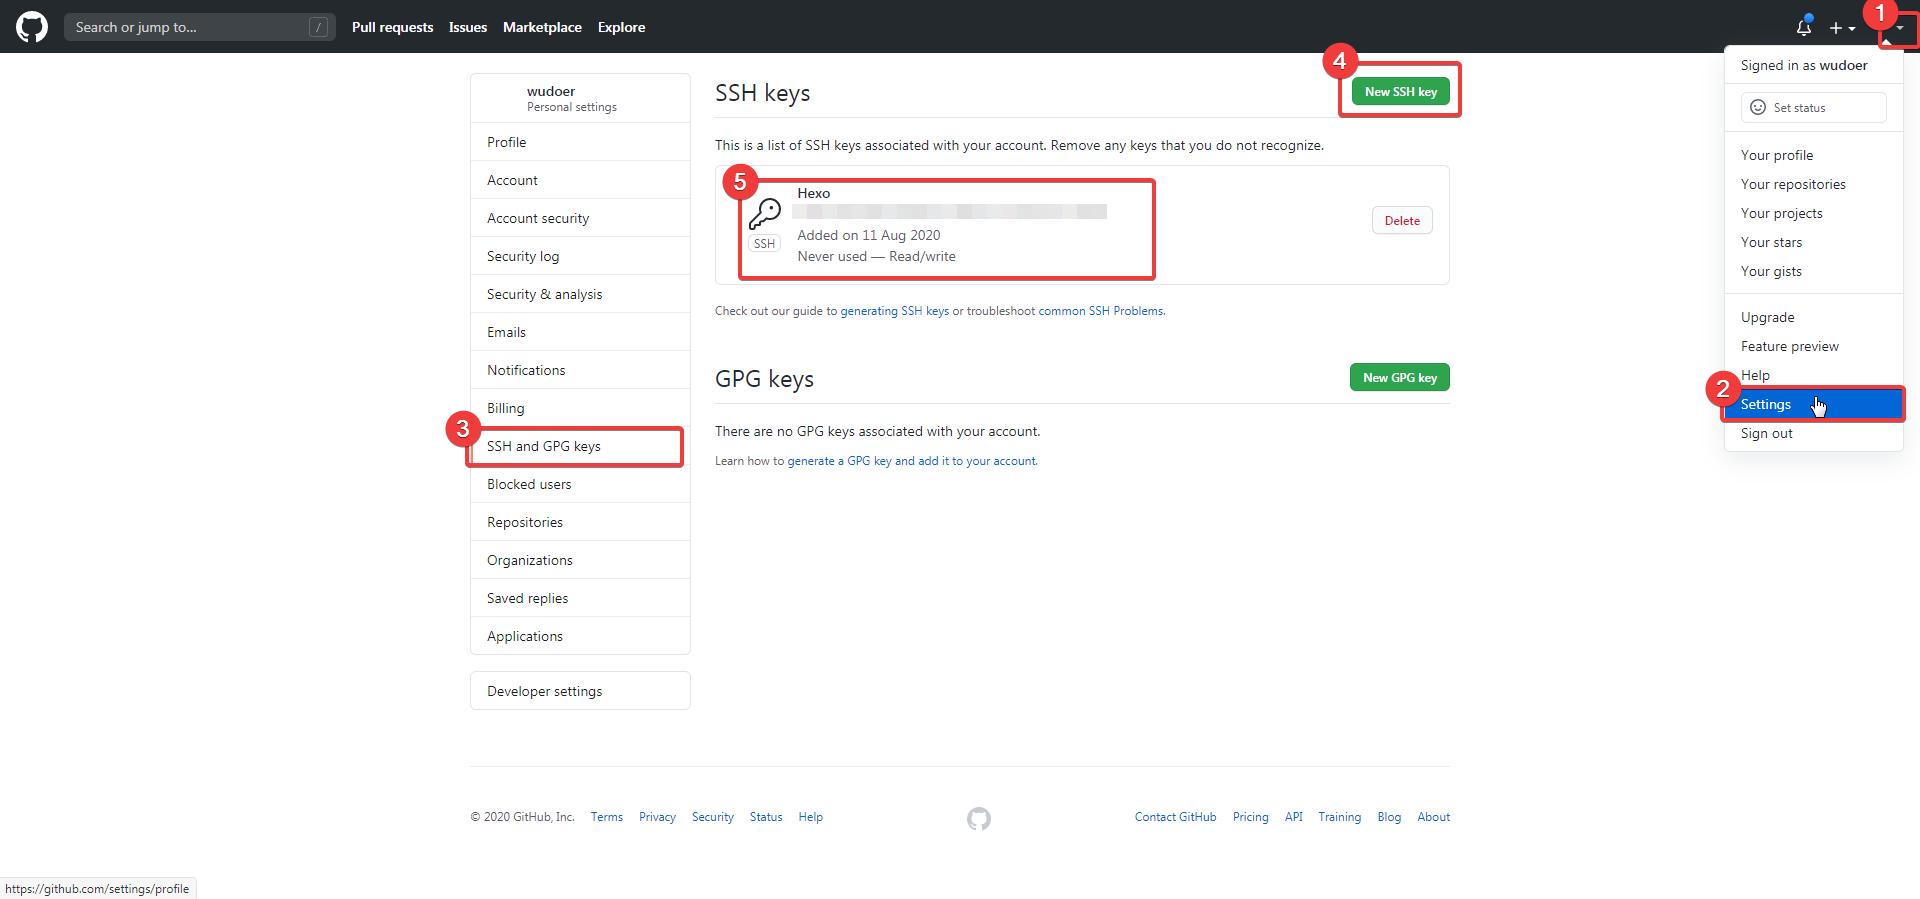 Search or jump to...
/
Pull requests
Issues
Marketplace
Explore
1
Signed in as wudoer
Set status
Your profile
Your repositories
Your projects
Your stars
Your gists
Upgrade
Feature preview
Help
2
Settings
Sign out
wudoer
Personal settings
Profile
Account
Account security
Security log
Security & analysis
Emails
Notifications
Billing
3
SSH and GPG keys
Blocked users
Repositories
Organizations
Saved replies
Applications
Developer settings
SSH keys
4
New SSH key
This is a list of SSH keys associated with your account. Remove any keys that you do not recognize.
5
Hexo
SSH
Added on 11 Aug 2020
Never used — Read/write
Delete
Check out our guide to generating SSH keys or troubleshoot common SSH Problems.
GPG keys
New GPG key
There are no GPG keys associated with your account.
Learn how to generate a GPG key and add it to your account.
© 2020 GitHub, Inc.
Terms
Privacy
Security
Status
Help
Contact GitHub
Pricing
API
Training
Blog
About
https://github.com/settings/profile